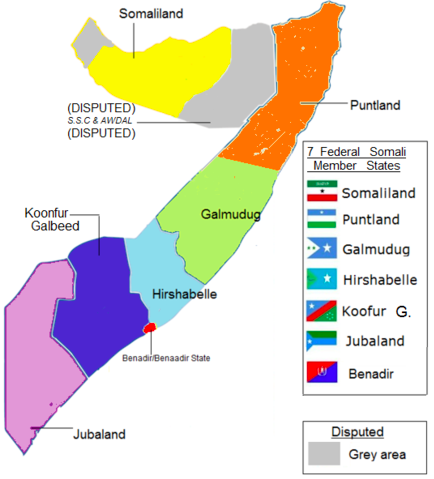 Somaliland
(DISPUTED)
S.S.C & AWDAL
(DISPUTED)
Puntland
Koonfur
Galbeed
Galmudug
Hirshabelle
Benadir/Benaadir State
Jubaland
7 Federal Somali
Member States
Somaliland
Puntland
Galmudug
Hirshabelle
Koofur G.
Jubaland
Benadir
Disputed
Grey area